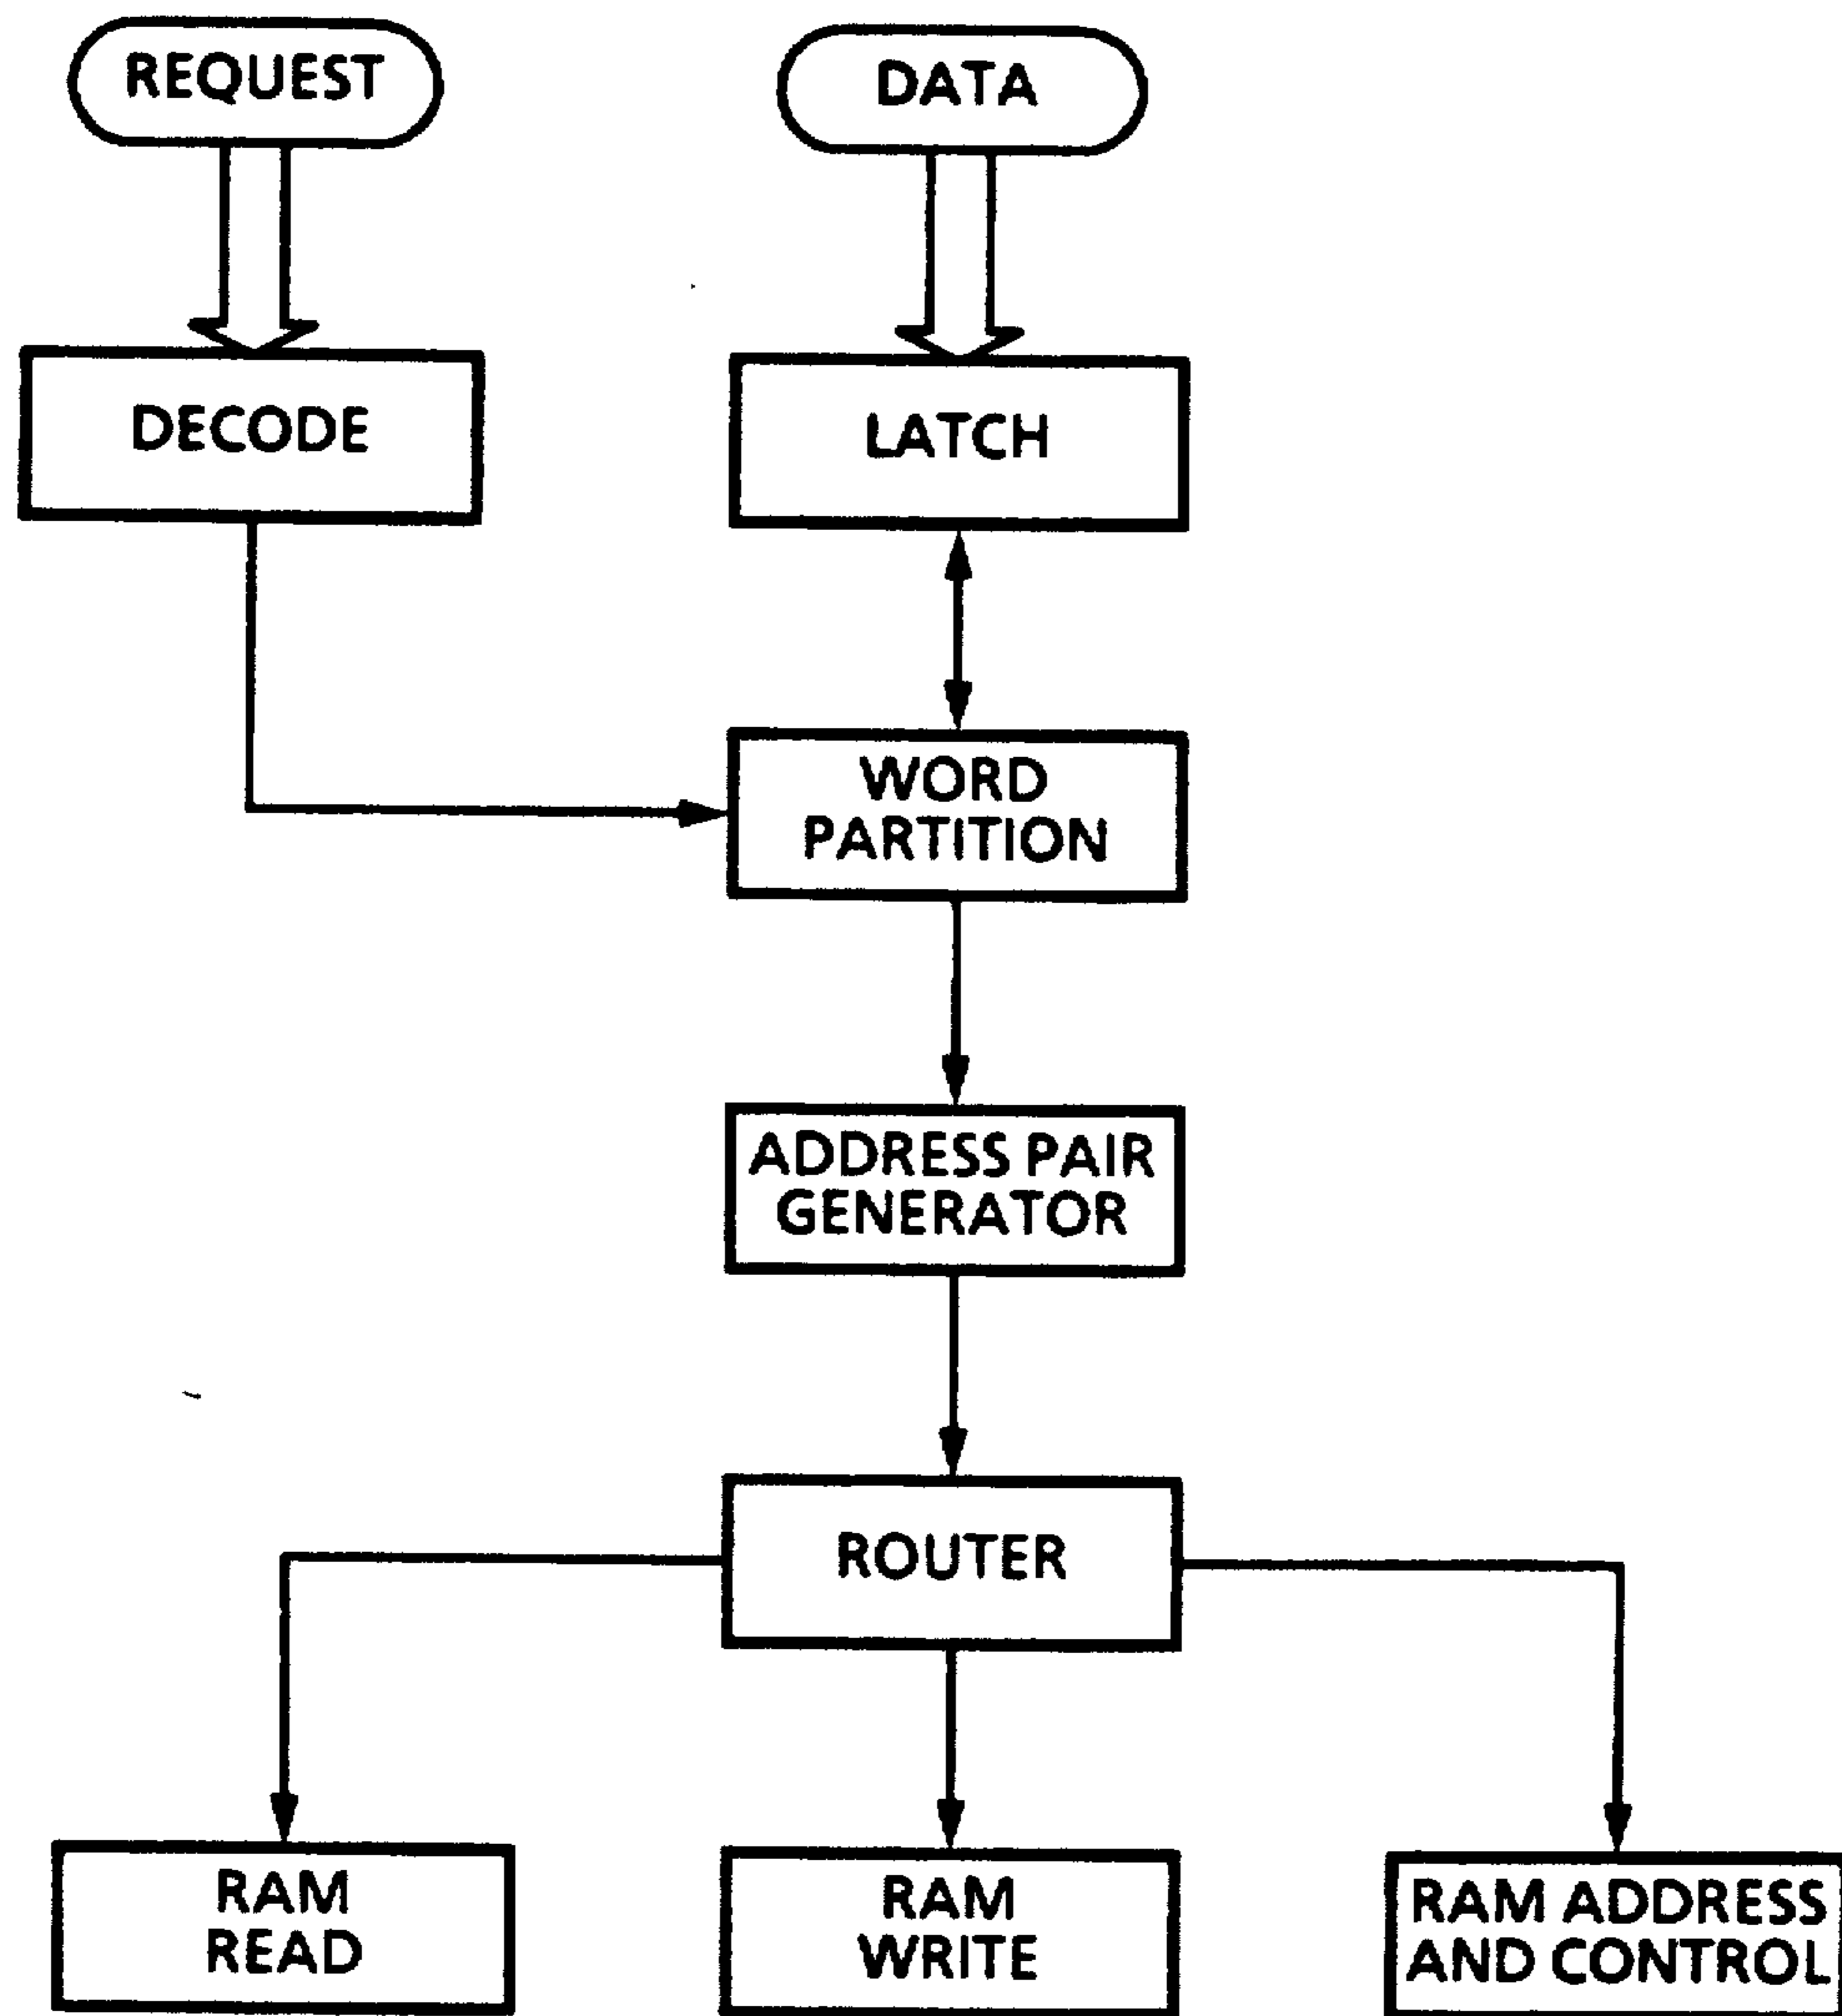 REQUEST
DATA
DECODE
LATCH
WORD
PARTITION
ADDRESS PAIR
GENERATOR
ROUTER
RAM
READ
RAM
WRITE
RAM ADDRESS
AND CONTROL